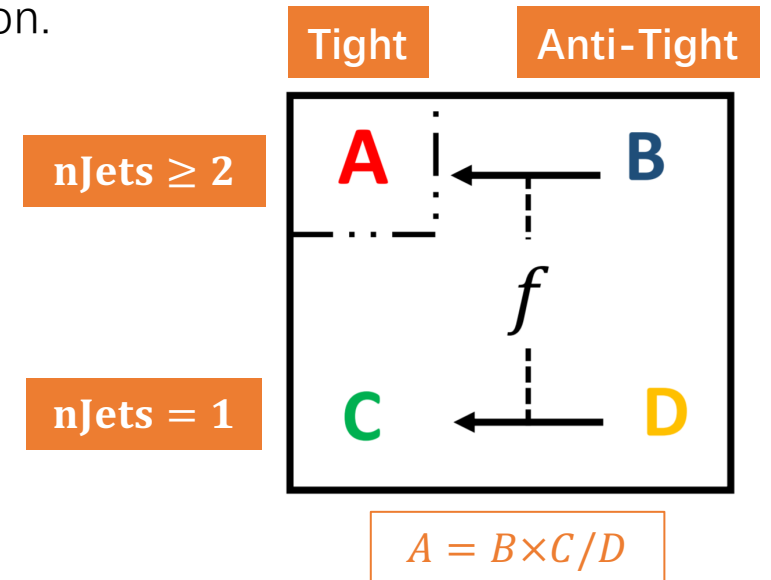 on.
Tight Anti-Tight
nJets ≥ 2 A B
f
nJets = 1 C D
A = B×C/D